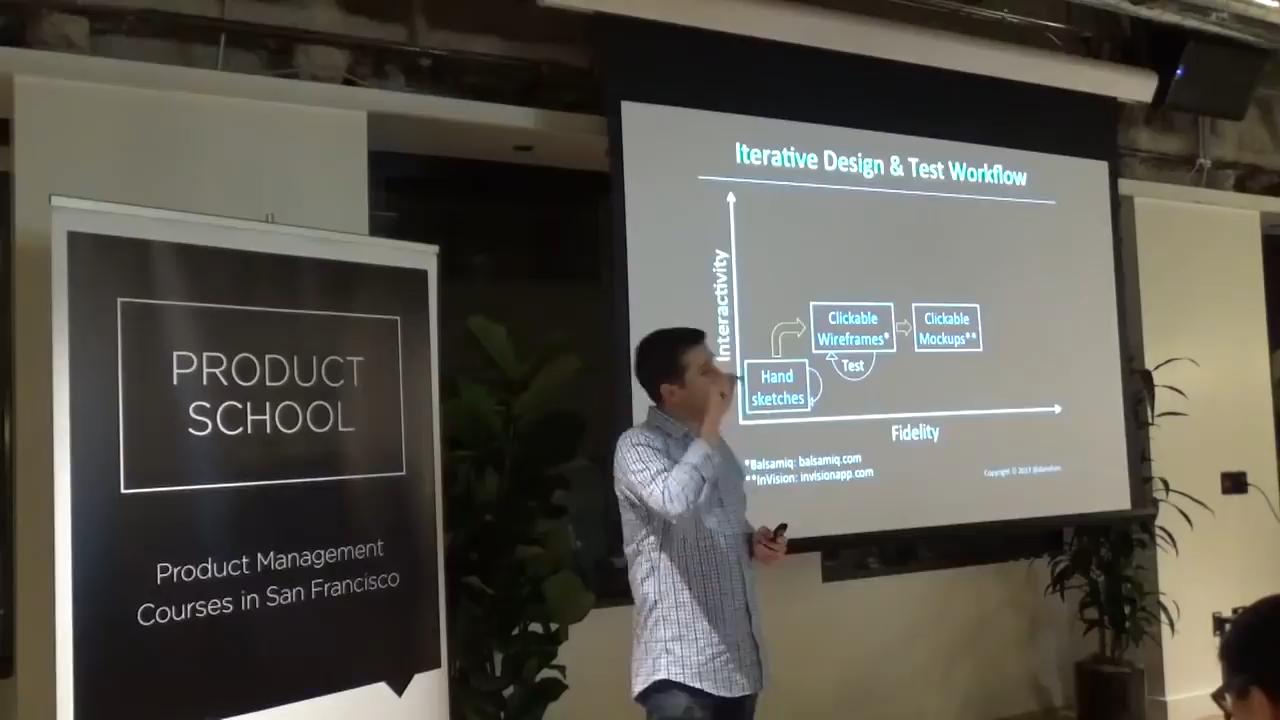 PRODUCT
SCHOOL
Product Management
Courses in San Francisco
Iterative Design & Test Workflow
Interactivity
Clickable
Wireframes*
Clickable
Mockups**
Test
Hand
sketches
Fidelity
*Balsamiq: balsamiq.com
**InVision: invisionapp.com
Copyright ©